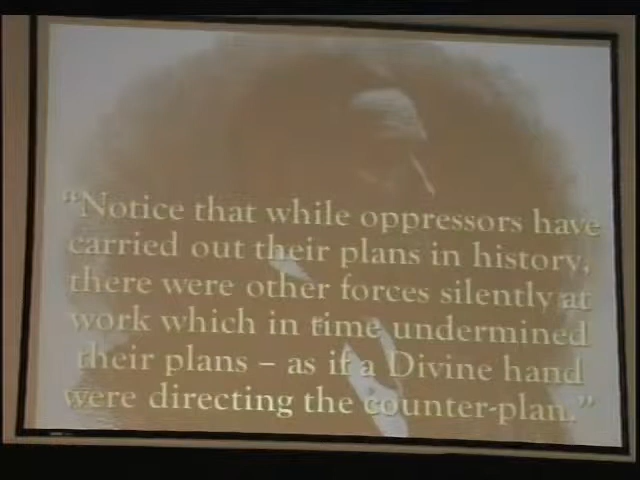 “Notice that while oppressors have
carried out their plans in history,
there were other forces silently at
work which in time undermined
their plans – as if a Divine hand
were directing the counter-plan.”